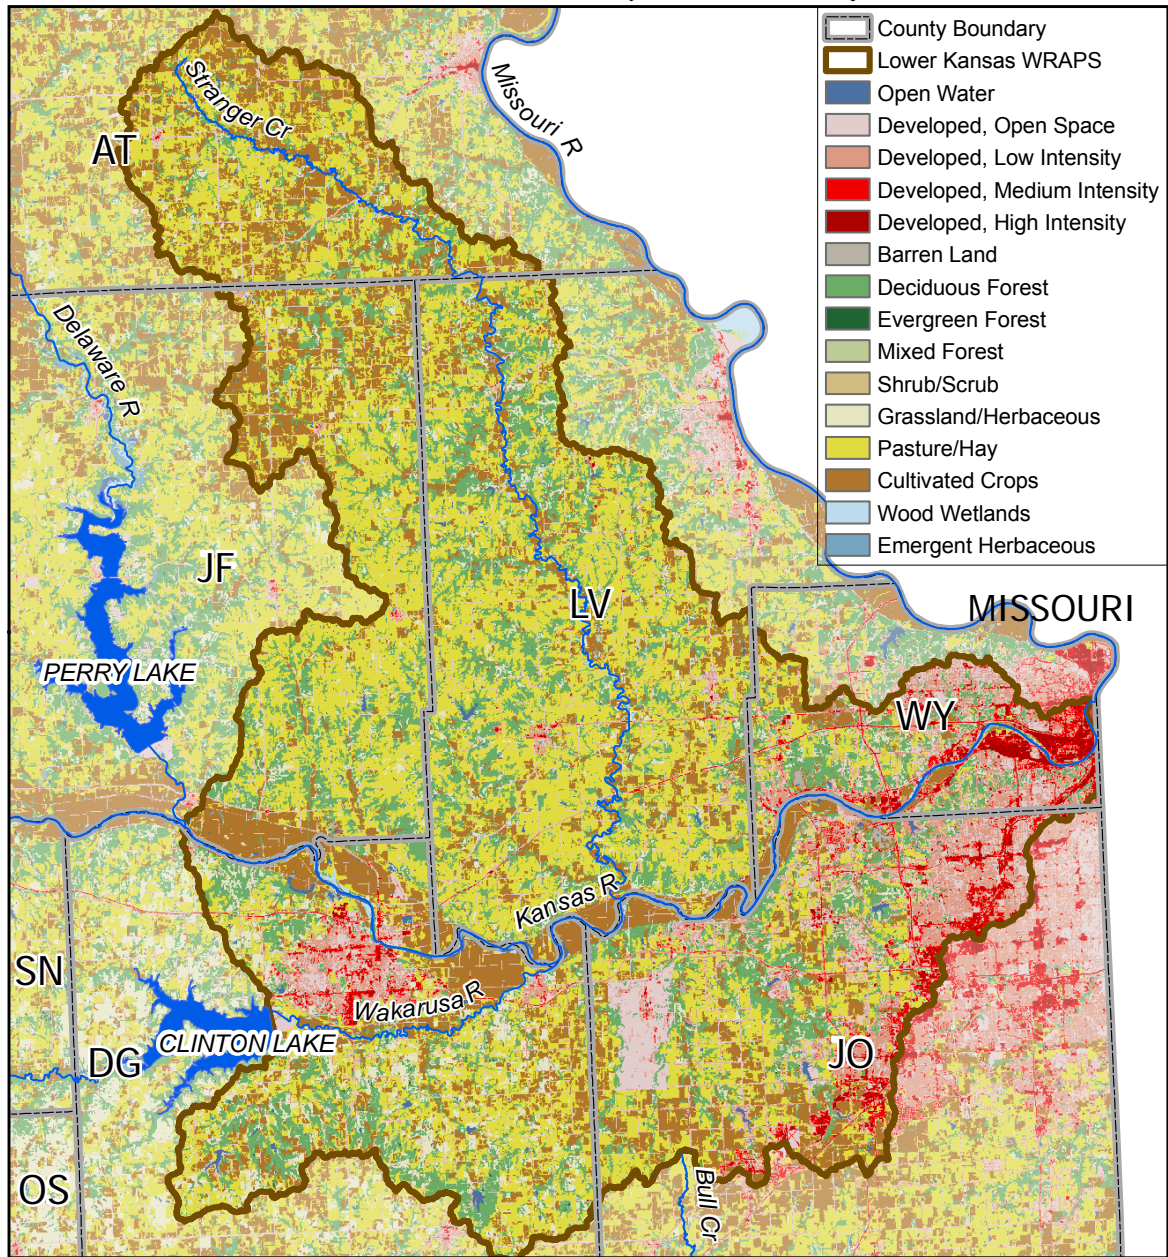 County Boundary
Lower Kansas WRAPS
Open Water
Developed, Open Space
Developed, Low Intensity
Developed, Medium Intensity
Developed, High Intensity
Barren Land
Deciduous Forest
Evergreen Forest
Mixed Forest
Shrub/Scrub
Grassland/Herbaceous
Pasture/Hay
Cultivated Crops
Wood Wetlands
Emergent Herbaceous
Stranger Cr
Missouri R
AT
Delaware R
JF
LV
MISSOURI
PERRY LAKE
WY
Kansas R
SN
Wakarusa R
CLINTON LAKE
DG
JO
OS
Bull Cr